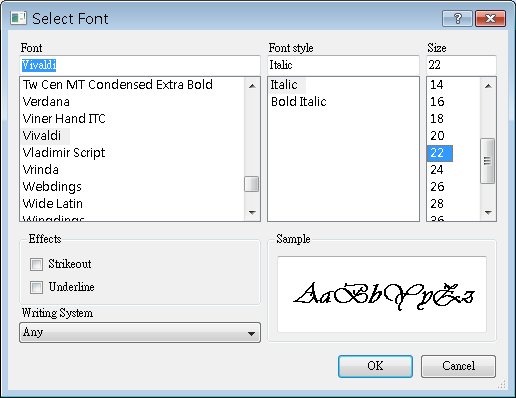 Select Font
Font
Font style
Size
Vivaldi
Italic
22
Tw Cen MT Condensed Extra Bold
Verdana
Viner Hand ITC
Vivaldi
Vladimir Script
Vrinda
Webdings
Wide Latin
Wingdings
Italic
Bold Italic
14
16
18
20
22
24
26
28
36
Effects
Strikeout
Underline
Sample
AaBbYyZz
Writing System
Any
OK
Cancel